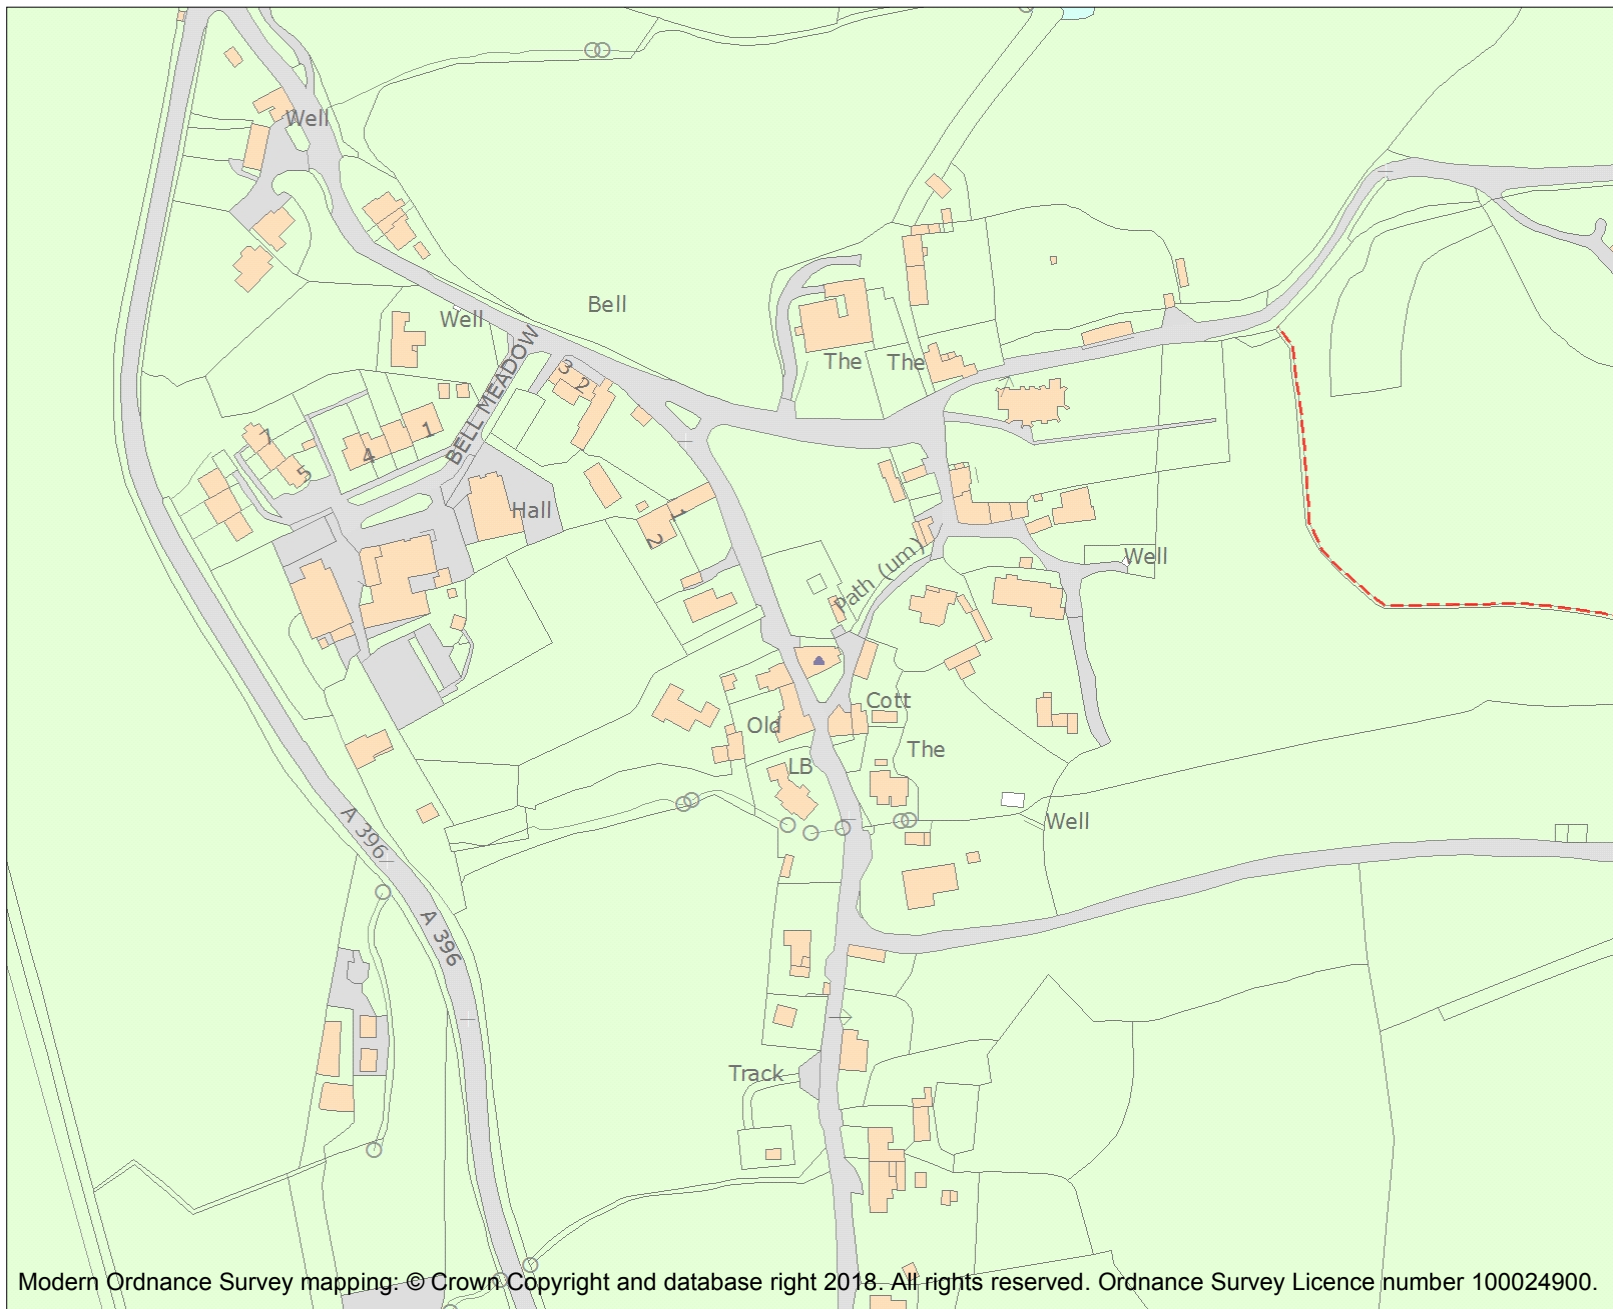 Well
Bell
Well
BELL MEADOW
3
2
The
The
1
7
4
5
Hall
1
2
Path (um)
Well
Cott
Old
The
LB
Well
A 396
A 396
Track
Modern Ordnance Survey mapping: © Crown Copyright and database right 2018. All rights reserved. Ordnance Survey Licence number 100024900.